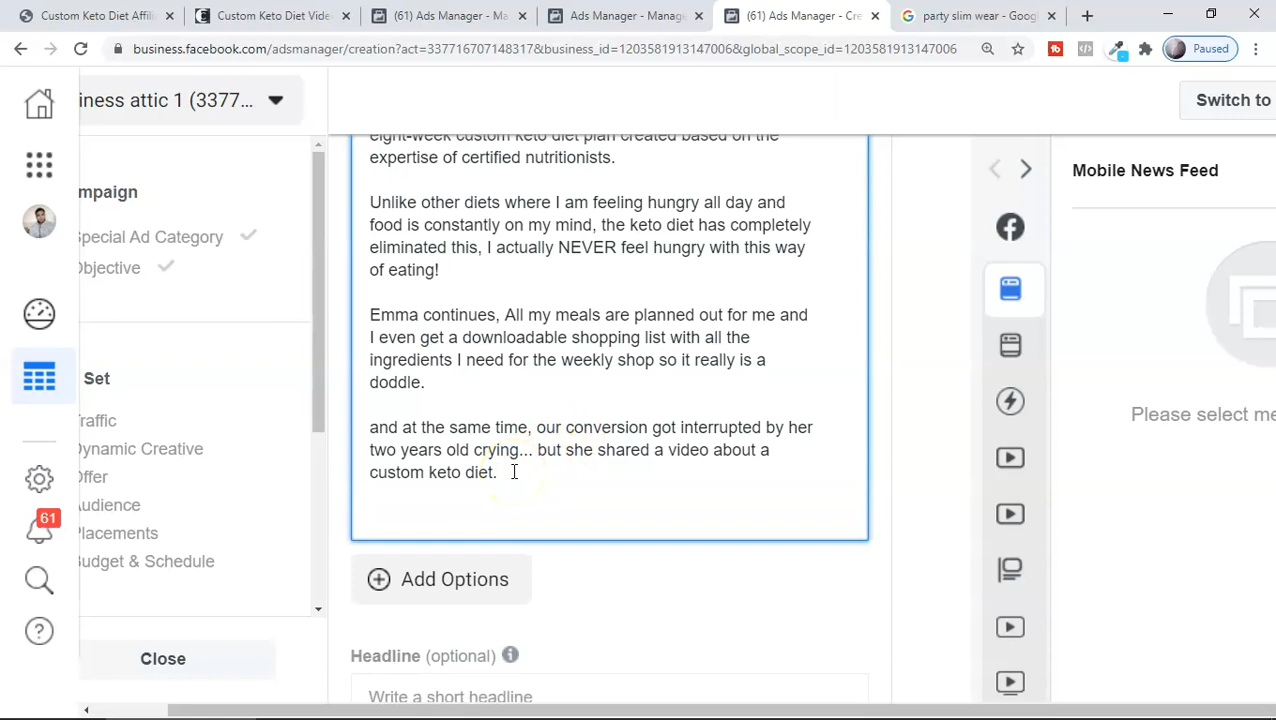 Custom Keto Diet Affili
Custom Keto Diet Vide
(61) Ads Manager - Ma
Ads Manager - Manag
(61) Ads Manager - Cre
party slim wear - Googl
business.facebook.com/adsmanager/creation?act=337716707148317&business_id=1203581913147006&global_scope_id=1203581913147006
Paused
iness attic 1 (3377...
Switch to
eight-week custom keto diet plan created based on the
expertise of certified nutritionists.
Unlike other diets where I am feeling hungry all day and
food is constantly on my mind, the keto diet has completely
eliminated this, I actually NEVER feel hungry with this way
of eating!
Emma continues, All my meals are planned out for me and
I even get a downloadable shopping list with all the
ingredients I need for the weekly shop so it really is a
doddle.
and at the same time, our conversion got interrupted by her
two years old crying... but she shared a video about a
custom keto diet.
Add Options
Headline (optional)
Write a short headline
mpaign
Special Ad Category
Objective
Set
Traffic
Dynamic Creative
Offer
Audience
Placements
Budget & Schedule
Close
61
Mobile News Feed
Please select me